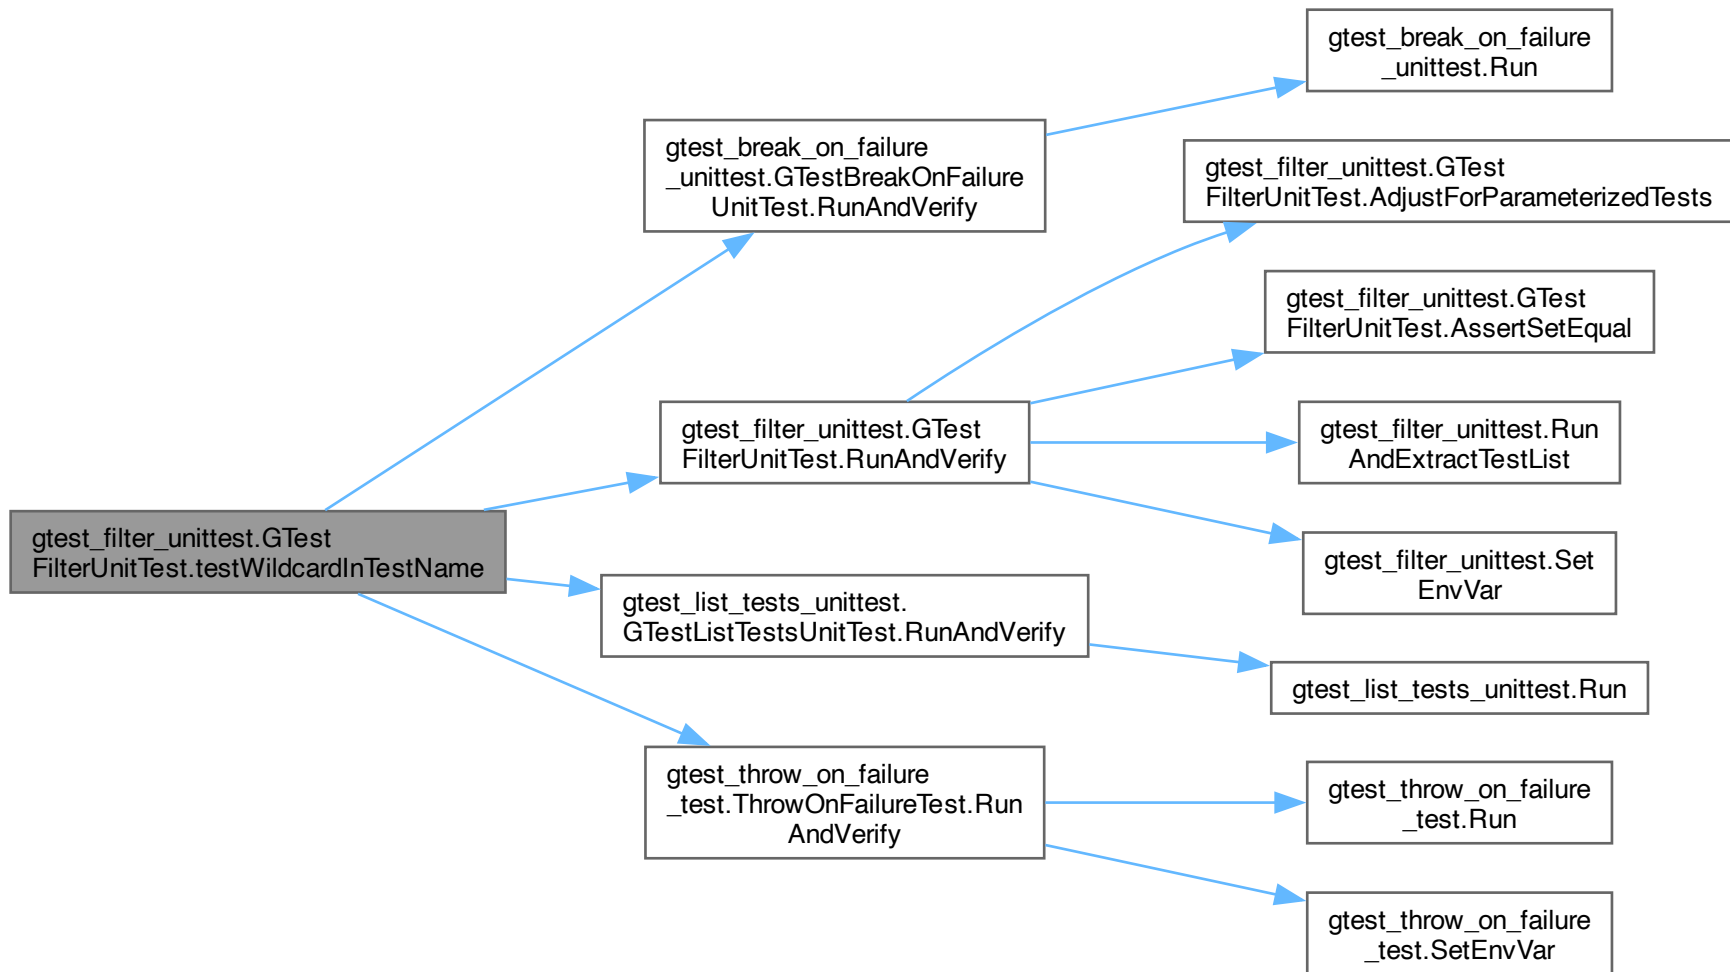 gtest_break_on_failure
_unittest.Run
gtest_break_on_failure
_unittest.GTestBreakOnFailure
UnitTest.RunAndVerify
gtest_filter_unittest.GTest
FilterUnitTest.AdjustForParameterizedTests
gtest_filter_unittest.GTest
FilterUnitTest.AssertSetEqual
gtest_filter_unittest.GTest
FilterUnitTest.RunAndVerify
gtest_filter_unittest.Run
AndExtractTestList
gtest_filter_unittest.GTest
FilterUnitTest.testWildcardInTestName
gtest_filter_unittest.Set
EnvVar
gtest_list_tests_unittest.
GTestListTestsUnitTest.RunAndVerify
gtest_list_tests_unittest.Run
gtest_throw_on_failure
_test.ThrowOnFailureTest.Run
AndVerify
gtest_throw_on_failure
_test.Run
gtest_throw_on_failure
_test.SetEnvVar